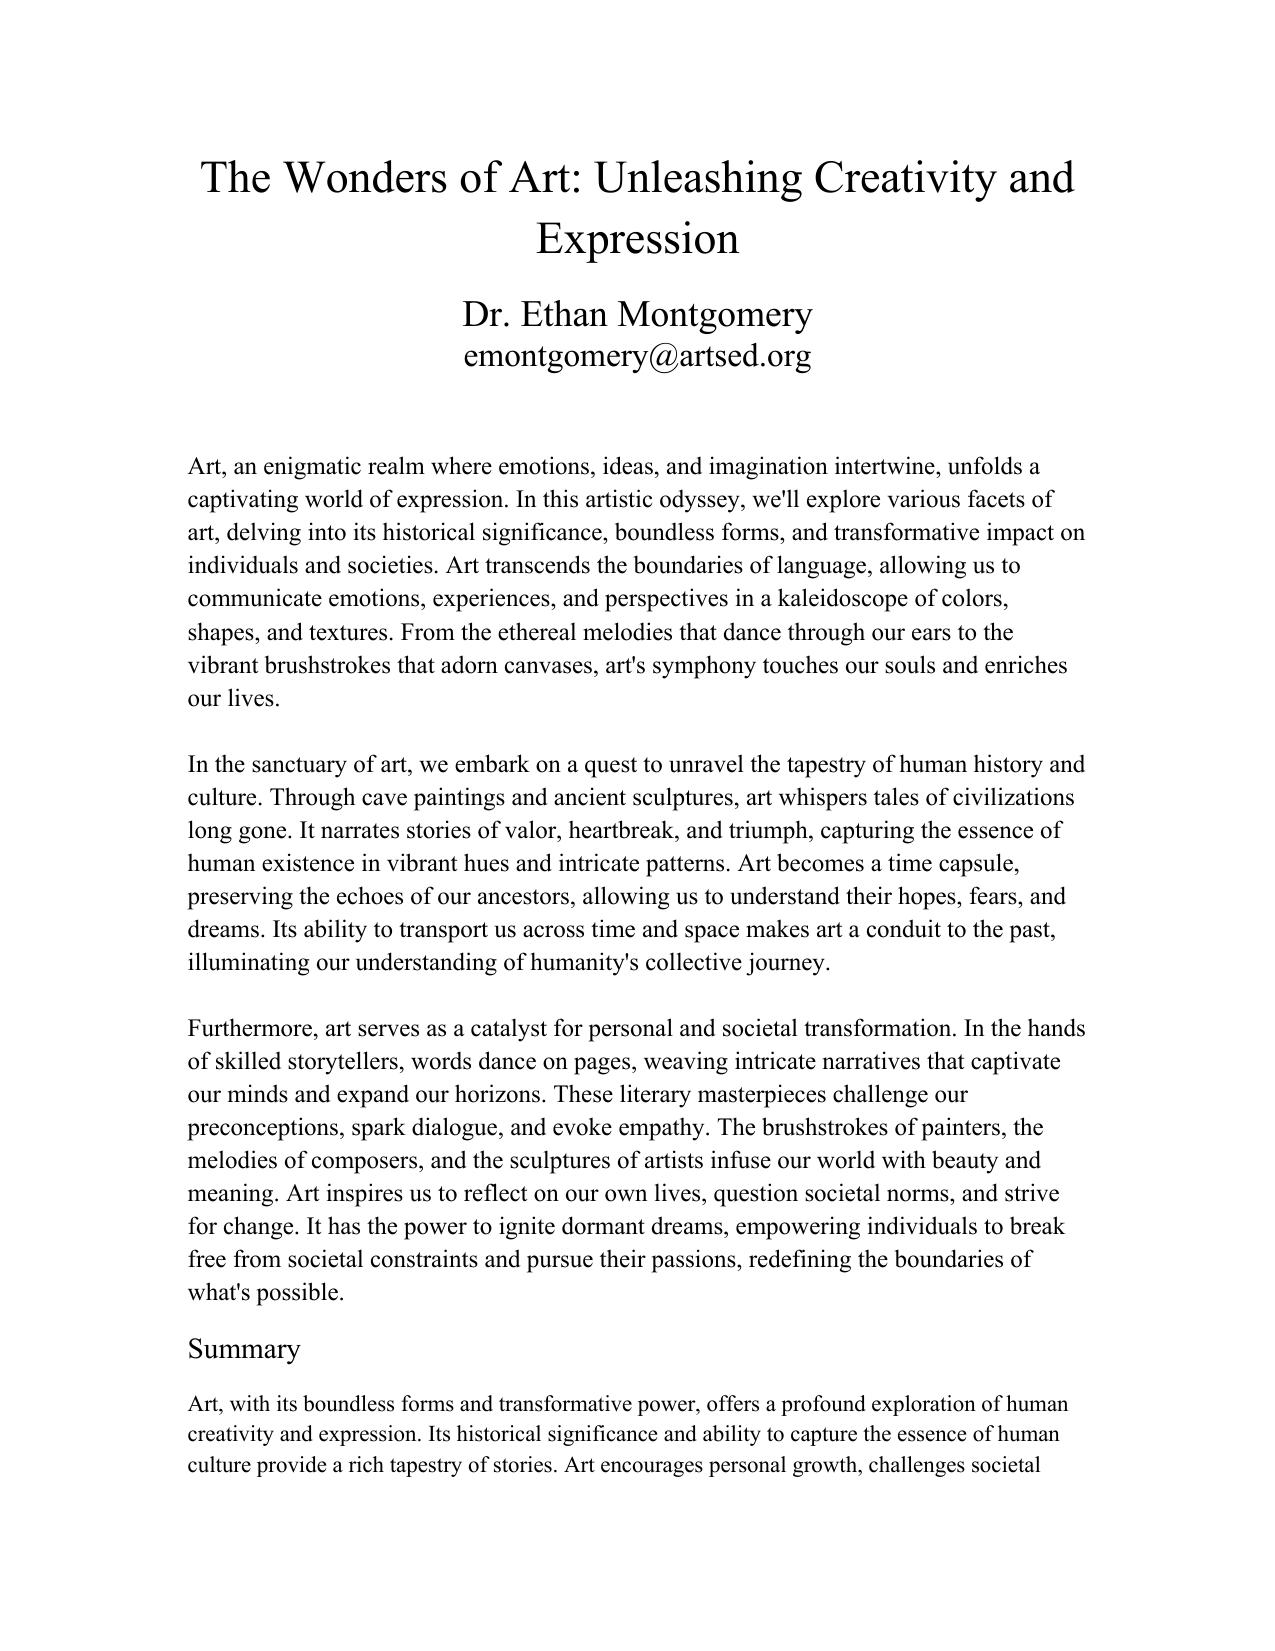 The Wonders of Art: Unleashing Creativity and
Expression
Dr. Ethan Montgomery
emontgomery@artsed.org
Art, an enigmatic realm where emotions, ideas, and imagination intertwine, unfolds a
captivating world of expression. In this artistic odyssey, we'll explore various facets of
art, delving into its historical significance, boundless forms, and transformative impact on
individuals and societies. Art transcends the boundaries of language, allowing us to
communicate emotions, experiences, and perspectives in a kaleidoscope of colors,
shapes, and textures. From the ethereal melodies that dance through our ears to the
vibrant brushstrokes that adorn canvases, art's symphony touches our souls and enriches
our lives.
In the sanctuary of art, we embark on a quest to unravel the tapestry of human history and
culture. Through cave paintings and ancient sculptures, art whispers tales of civilizations
long gone. It narrates stories of valor, heartbreak, and triumph, capturing the essence of
human existence in vibrant hues and intricate patterns. Art becomes a time capsule,
preserving the echoes of our ancestors, allowing us to understand their hopes, fears, and
dreams. Its ability to transport us across time and space makes art a conduit to the past,
illuminating our understanding of humanity's collective journey.
Furthermore, art serves as a catalyst for personal and societal transformation. In the hands
of skilled storytellers, words dance on pages, weaving intricate narratives that captivate
our minds and expand our horizons. These literary masterpieces challenge our
preconceptions, spark dialogue, and evoke empathy. The brushstrokes of painters, the
melodies of composers, and the sculptures of artists infuse our world with beauty and
meaning. Art inspires us to reflect on our own lives, question societal norms, and strive
for change. It has the power to ignite dormant dreams, empowering individuals to break
free from societal constraints and pursue their passions, redefining the boundaries of
what's possible.
Summary
Art, with its boundless forms and transformative power, offers a profound exploration of human
creativity and expression. Its historical significance and ability to capture the essence of human
culture provide a rich tapestry of stories. Art encourages personal growth, challenges societal